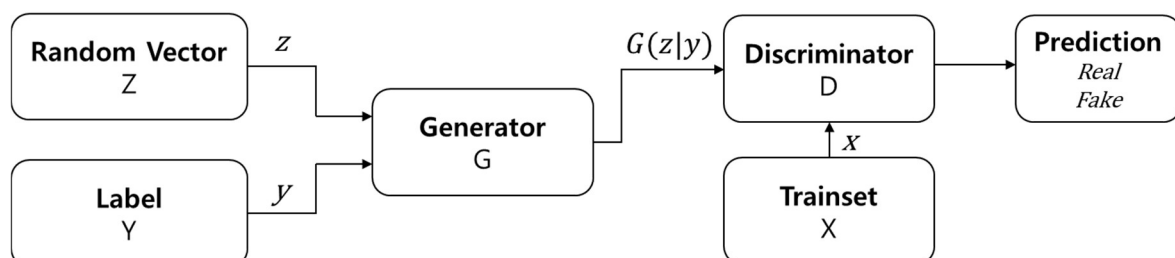 Random Vector
Z
z
Label
Y
y
Generator
G
G(z|y)
Discriminator
D
x
Trainset
X
Prediction
Real
Fake